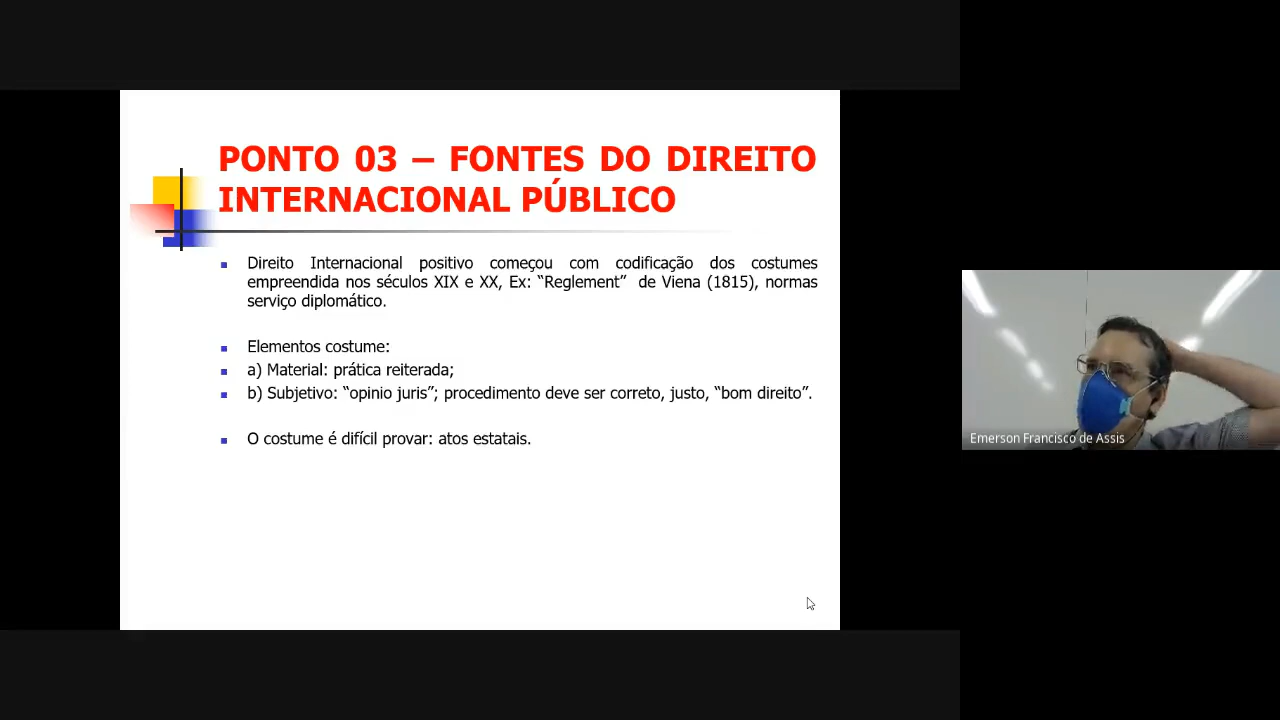 PONTO 03 – FONTES DO DIREITO
INTERNACIONAL PÚBLICO
Direito Internacional positivo começou com codificação dos costumes
empreendida nos séculos XIX e XX, Ex: “Reglement” de Viena (1815), normas
serviço diplomático.
Elementos costume:
a) Material: prática reiterada;
b) Subjetivo: “opinio juris”; procedimento deve ser correto, justo, “bom direito”.
O costume é difícil provar: atos estatais.
Emerson Francisco de Assis